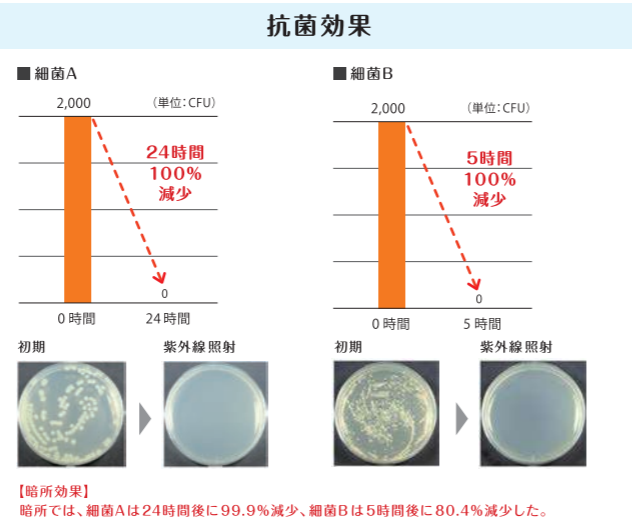 抗菌効果
■ 細菌A
2,000
（単位：CFU）
24時間
100%
減少
0
0時間
24時間
初期
紫外線照射
■ 細菌B
2,000
（単位：CFU）
5時間
100%
減少
0
0時間
5時間
初期
紫外線照射
【暗所効果】
暗所では、細菌Aは24時間後に99.9%減少、細菌Bは5時間後に80.4%減少した。